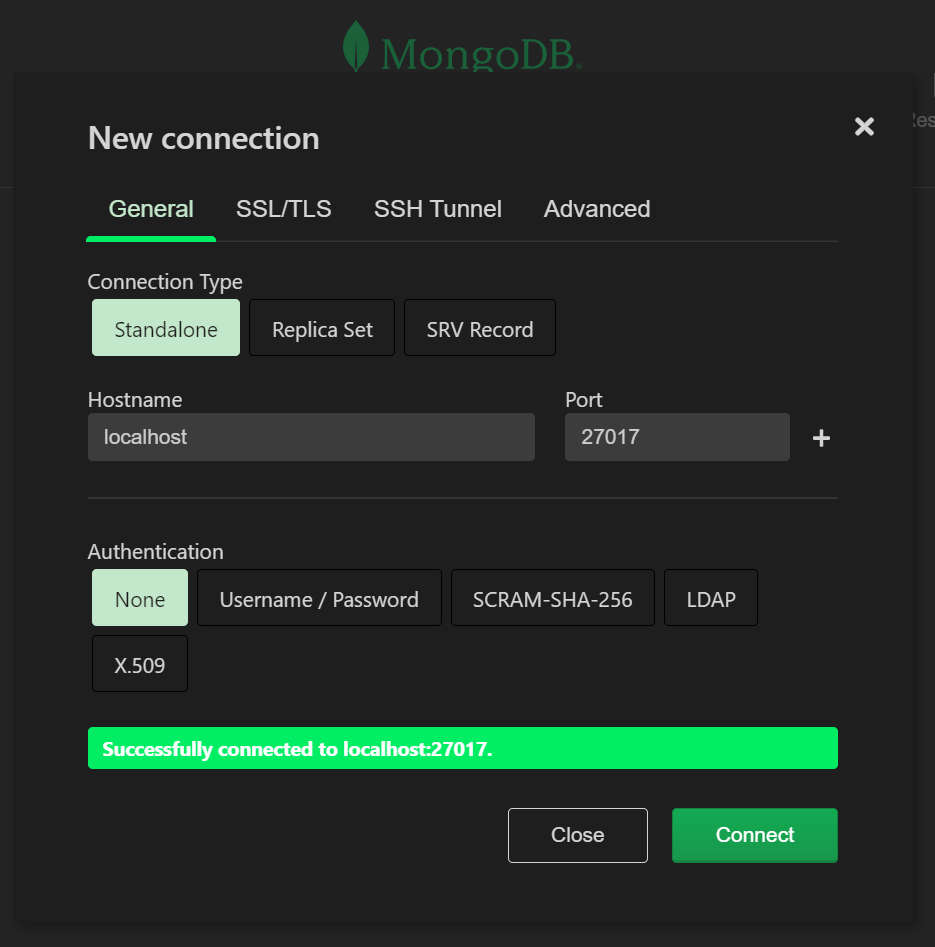 MongoDB®
New connection
General SSL/TLS SSH Tunnel Advanced
Connection Type
Standalone Replica Set SRV Record
Hostname Port
localhost 27017 +
Authentication
None Username / Password SCRAM-SHA-256 LDAP
X.509
Successfully connected to localhost:27017.
Close Connect